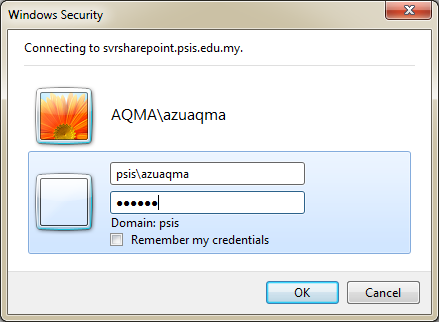 Windows Security
Connecting to svrsharepoint.psis.edu.my.
AQMA\azuaqma
psis\azuaqma
●●●●●●
Domain: psis
Remember my credentials
OK
Cancel